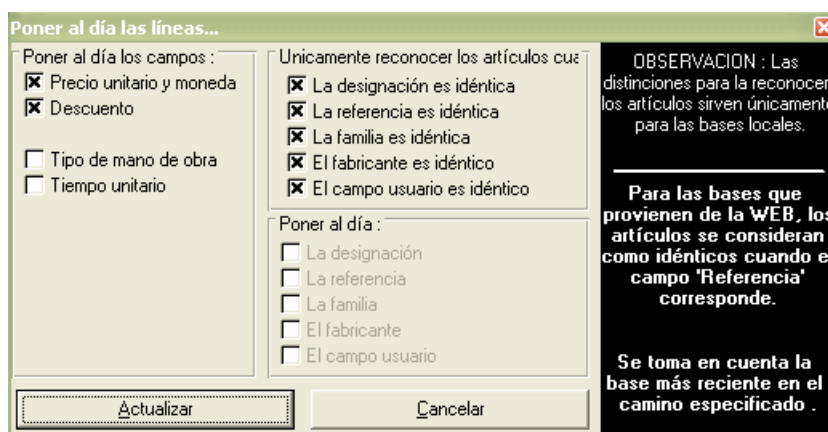 Poner al día las líneas...
Poner al día los campos :
Precio unitario y moneda
Descuento
Tipo de mano de obra
Tiempo unitario
Unicamente reconocer los artículos cua
La designación es idéntica
La referencia es idéntica
La familia es idéntica
El fabricante es idéntico
El campo usuario es idéntico
Poner al día :
La designación
La referencia
La familia
El fabricante
El campo usuario
Actualizar
Cancelar
OBSERVACION : Las
distinciones para la reconocer
los artículos sirven únicamente
para las bases locales.
Para las bases que
provienen de la WEB, los
artículos se consideran
como idénticos cuando e
campo 'Referencia'
corresponde.
Se toma en cuenta la
base más reciente en el
camino especificado .